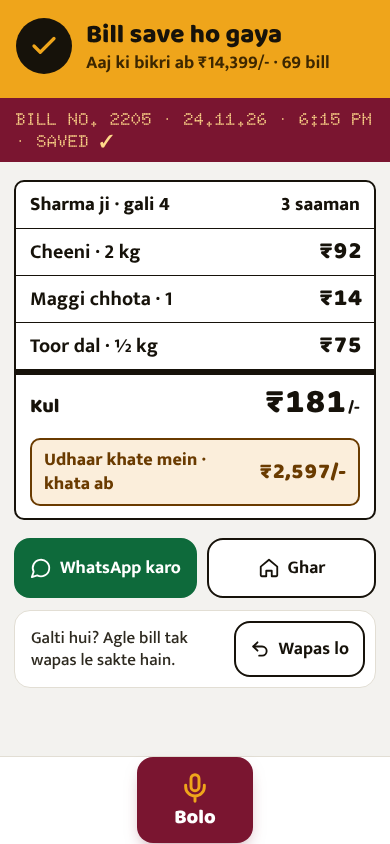 Bill save ho gaya
Aaj ki bikri ab ₹14,399/- · 69 bill
BILL NO. 2205 · 24.11.26 · 6:15 PM
· SAVED ✓
Sharma ji · gali 4 3 saaman
Cheeni · 2 kg ₹92
Maggi chhota · 1 ₹14
Toor dal · ½ kg ₹75
Kul ₹181/-
Udhaar khate mein ·
khata ab ₹2,597/-
WhatsApp karo Ghar
Galti hui? Agle bill tak
wapas le sakte hain. Wapas lo
Bolo